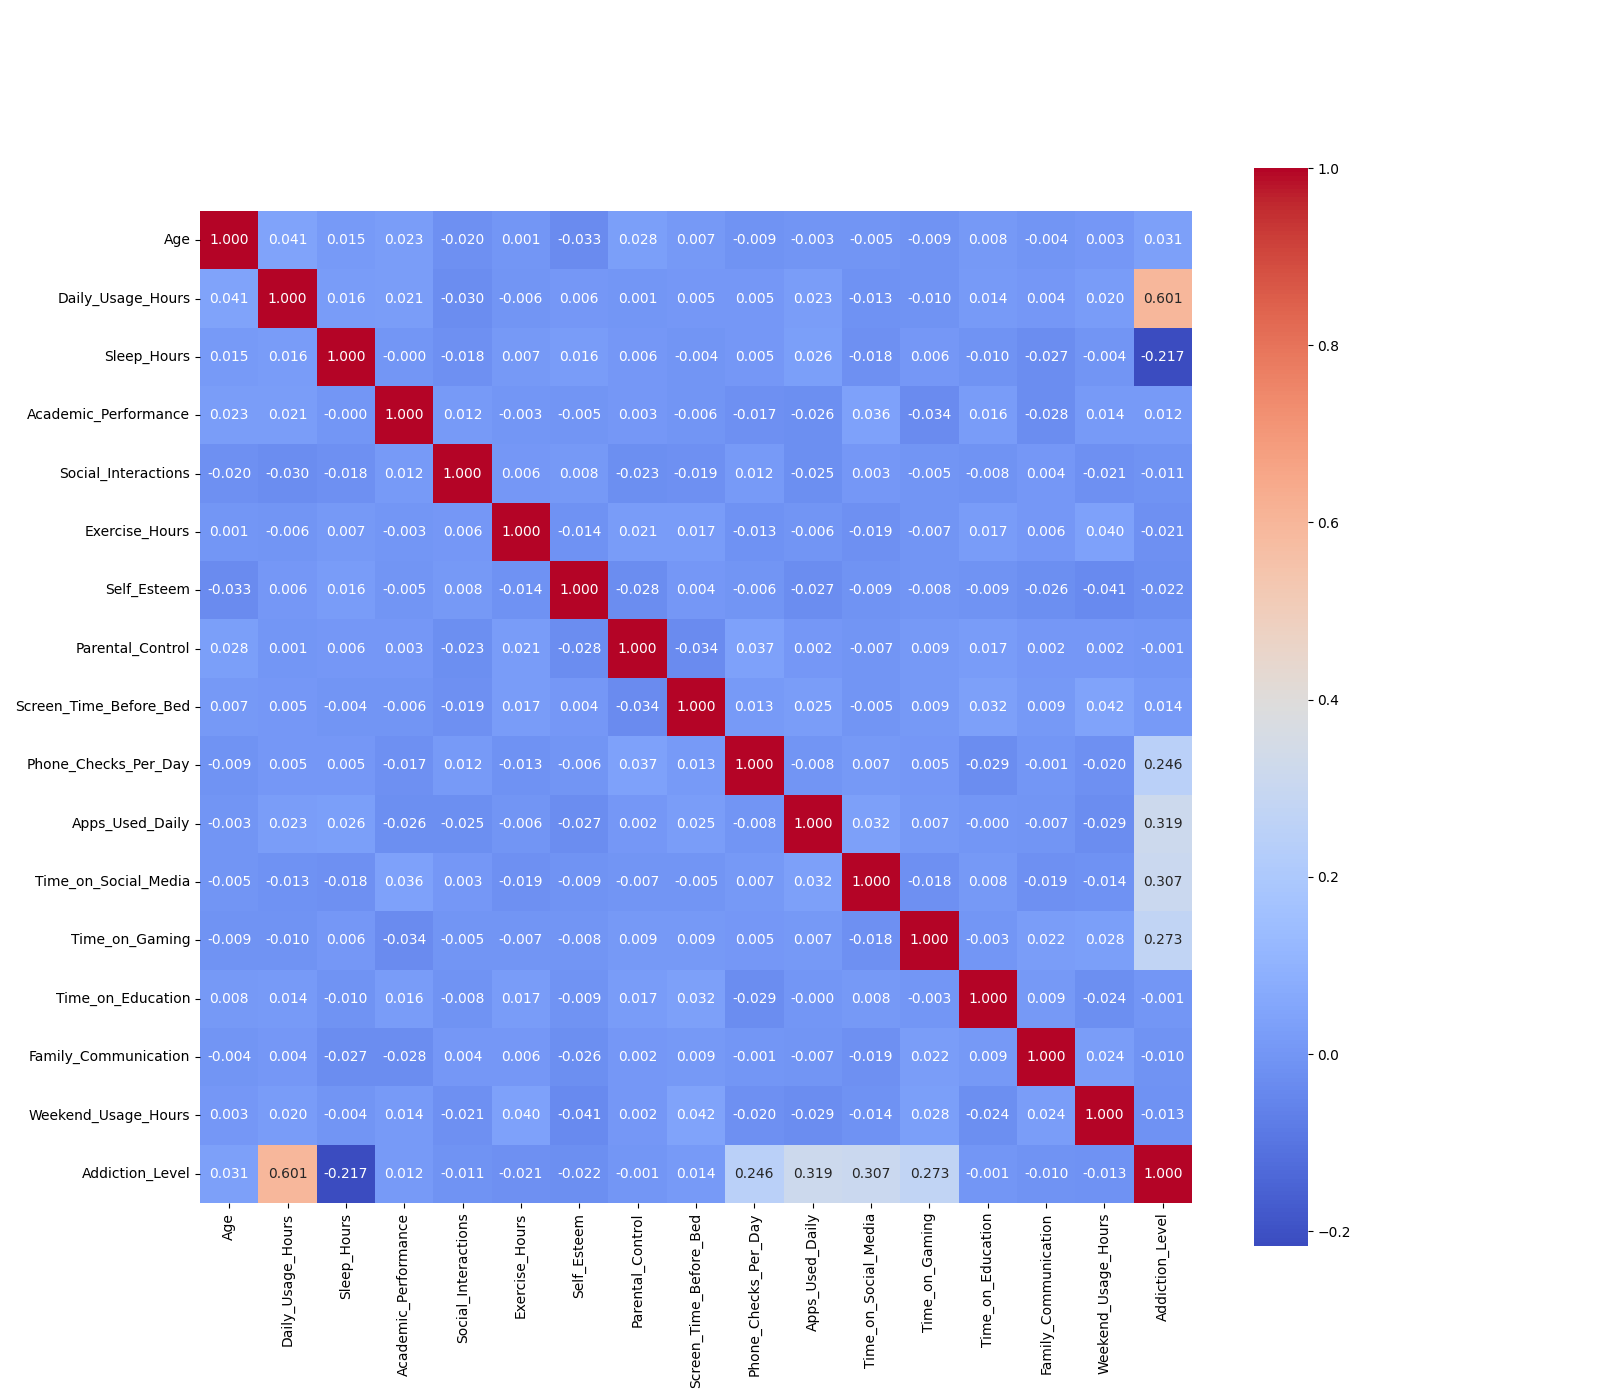 1.0
Age 1.000 0.041 0.015 0.023 -0.020 0.001 -0.033 0.028 0.007 -0.009 -0.003 -0.005 -0.009 0.008 -0.004 0.003 0.031
Daily_Usage_Hours 0.041 1.000 0.016 0.021 -0.030 -0.006 0.006 0.001 0.005 0.005 0.023 -0.013 -0.010 0.014 0.004 0.020 0.601
0.8
Sleep_Hours 0.015 0.016 1.000 -0.000 -0.018 0.007 0.016 0.006 -0.004 0.005 0.026 -0.018 0.006 -0.010 -0.027 -0.004 -0.217
Academic_Performance 0.023 0.021 -0.000 1.000 0.012 -0.003 -0.005 0.003 -0.006 -0.017 -0.026 0.036 -0.034 0.016 -0.028 0.014 0.012
Social_Interactions -0.020 -0.030 -0.018 0.012 1.000 0.006 0.008 -0.023 -0.019 0.012 -0.025 0.003 -0.005 -0.008 0.004 -0.021 -0.011
0.6
Exercise_Hours 0.001 -0.006 0.007 -0.003 0.006 1.000 -0.014 0.021 0.017 -0.013 -0.006 -0.019 -0.007 0.017 0.006 0.040 -0.021
Self_Esteem -0.033 0.006 0.016 -0.005 0.008 -0.014 1.000 -0.028 0.004 -0.006 -0.027 -0.009 -0.008 -0.009 -0.026 -0.041 -0.022
Parental_Control 0.028 0.001 0.006 0.003 -0.023 0.021 -0.028 1.000 -0.034 0.037 0.002 -0.007 0.009 0.017 0.002 0.002 -0.001
0.4
Screen_Time_Before_Bed 0.007 0.005 -0.004 -0.006 -0.019 0.017 0.004 -0.034 1.000 0.013 0.025 -0.005 0.009 0.032 0.009 0.042 0.014
Phone_Checks_Per_Day -0.009 0.005 0.005 -0.017 0.012 -0.013 -0.006 0.037 0.013 1.000 -0.008 0.007 0.005 -0.029 -0.001 -0.020 0.246
Apps_Used_Daily -0.003 0.023 0.026 -0.026 -0.025 -0.006 -0.027 0.002 0.025 -0.008 1.000 0.032 0.007 -0.000 -0.007 -0.029 0.319
0.2
Time_on_Social_Media -0.005 -0.013 -0.018 0.036 0.003 -0.019 -0.009 -0.007 -0.005 0.007 0.032 1.000 -0.018 0.008 -0.019 -0.014 0.307
Time_on_Gaming -0.009 -0.010 0.006 -0.034 -0.005 -0.007 -0.008 0.009 0.009 0.005 0.007 -0.018 1.000 -0.003 0.022 0.028 0.273
Time_on_Education 0.008 0.014 -0.010 0.016 -0.008 0.017 -0.009 0.017 0.032 -0.029 -0.000 0.008 -0.003 1.000 0.009 -0.024 -0.001
0.0
Family_Communication -0.004 0.004 -0.027 -0.028 0.004 0.006 -0.026 0.002 0.009 -0.001 -0.007 -0.019 0.022 0.009 1.000 0.024 -0.010
Weekend_Usage_Hours 0.003 0.020 -0.004 0.014 -0.021 0.040 -0.041 0.002 0.042 -0.020 -0.029 -0.014 0.028 -0.024 0.024 1.000 -0.013
Addiction_Level 0.031 0.601 -0.217 0.012 -0.011 -0.021 -0.022 -0.001 0.014 0.246 0.319 0.307 0.273 -0.001 -0.010 -0.013 1.000
−0.2
Age
Daily_Usage_Hours
Sleep_Hours
Academic_Performance
Social_Interactions
Exercise_Hours
Self_Esteem
Parental_Control
Screen_Time_Before_Bed
Phone_Checks_Per_Day
Apps_Used_Daily
Time_on_Social_Media
Time_on_Gaming
Time_on_Education
Family_Communication
Weekend_Usage_Hours
Addiction_Level